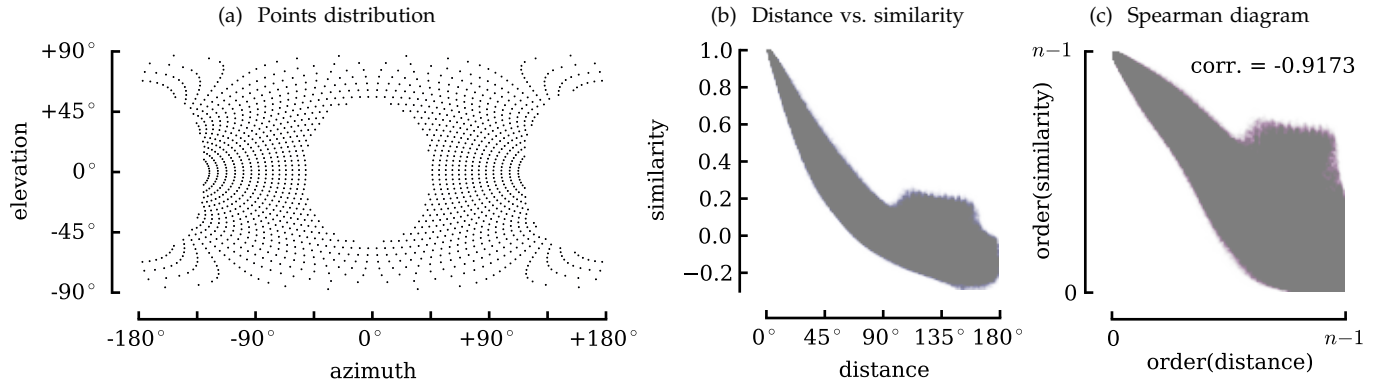 (a) Points distribution
+90°
+45°
0°
-45°
-90°
elevation
-180°
-90°
0°
+90°
+180°
azimuth
(b) Distance vs. similarity
1.0
0.8
0.6
0.4
0.2
0.0
−0.2
similarity
0°
45°
90°
135°
180°
distance
(c) Spearman diagram
n−1
corr. = -0.9173
0
order(similarity)
0
n−1
order(distance)